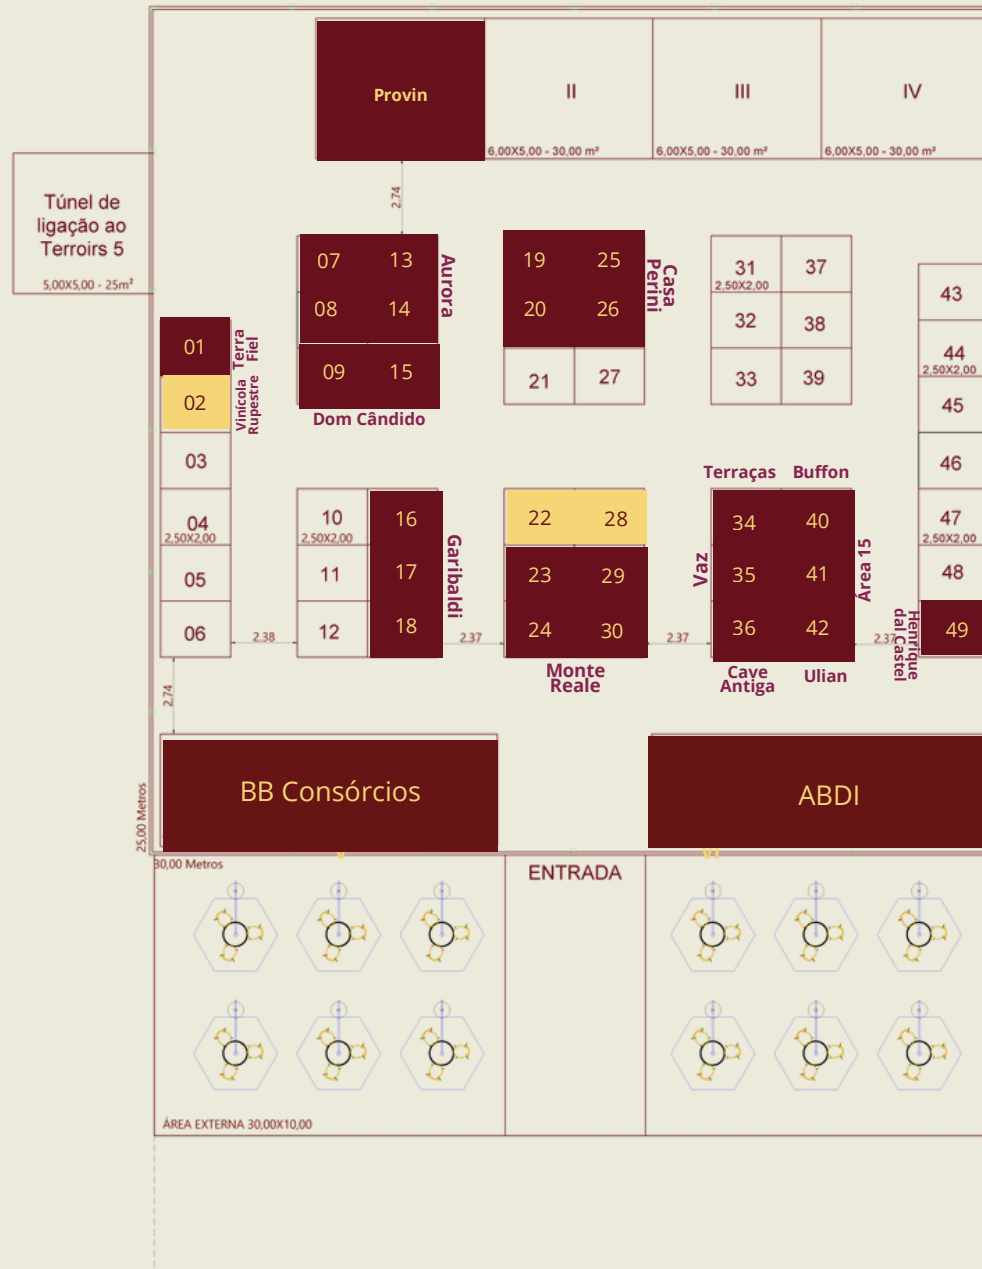 Provin
II
III
IV
6,00X5,00 - 30,00 m²
6,00X5,00 - 30,00 m²
6,00X5,00 - 30,00 m²
Túnel de
ligação ao
Terroirs 5
5,00X5,00 - 25m²
2.74
07
13
08
14
09
15
Aurora
Dom Cândido
19
25
20
26
21
27
Casa
Perini
31
37
2,50X2,00
32
38
33
39
43
44
2,50X2,00
45
46
47
2,50X2,00
48
49
Henrique
dal Castel
01
Terra
Fiel
02
Vinícola
Rupestre
03
04
2,50X2,00
05
06
10
2,50X2,00
11
12
16
17
18
Garibaldi
22
28
23
29
24
30
Monte
Reale
Terraças
Buffon
34
40
35
41
36
42
Vaz
Área 15
Cave
Antiga
Ulian
2.38
2.37
2.37
2.37
2.74
BB Consórcios
ABDI
25,00 Metros
30,00 Metros
V
VI
ENTRADA
ÁREA EXTERNA 30,00X10,00